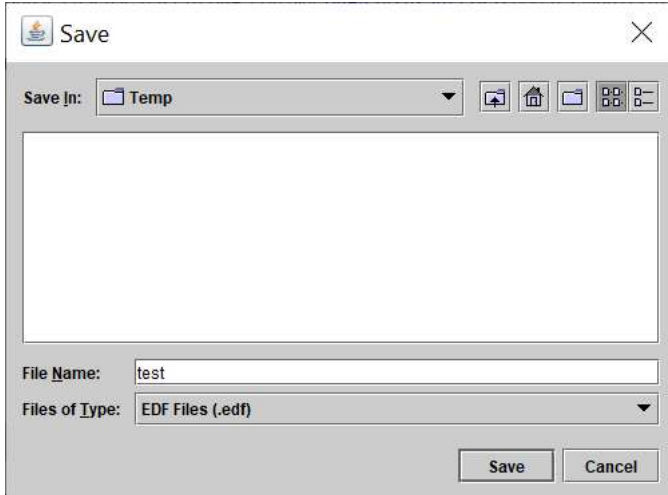 Save
Save In: Temp
File Name: test
Files of Type: EDF Files (.edf)
Save Cancel